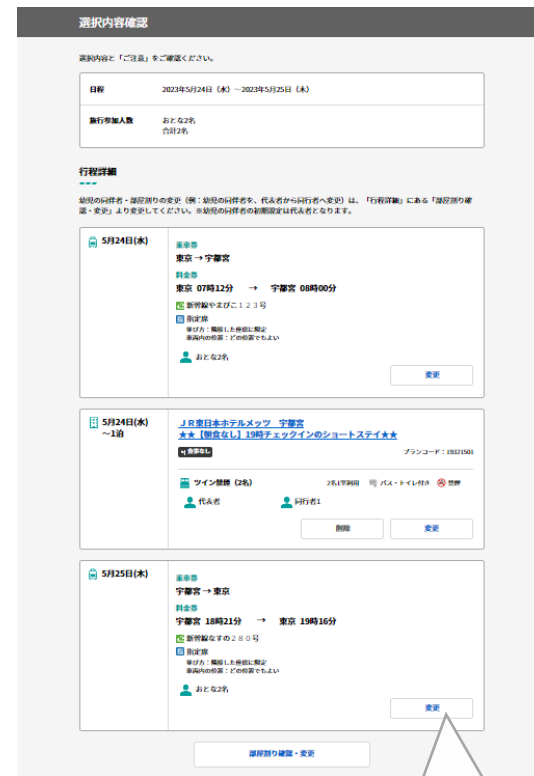 選択内容確認
選択内容と「ご注意」をご確認ください。
日程 2023年5月24日（水）～2023年5月25日（木）
旅行参加人数 おとな2名
合計2名
行程詳細
幼児の同伴者・部屋割りの変更（例：幼児の同伴者を、代表者から同行者へ変更）は、「行程詳細」にある「部屋割り確
認・変更」より変更してください。※幼児の同伴者の初期設定は代表者となります。
5月24日(水)
乗車券
東京 → 宇都宮
料金券
東京 07時12分 → 宇都宮 08時00分
新幹線やまびこ１２３号
指定席
並び方：隣接した座席に限定
車両内の位置：どの位置でもよい
おとな2名
変更
5月24日(水)
～1泊
ＪＲ東日本ホテルメッツ　宇都宮
★★【朝食なし】19時チェックインのショートステイ★★
食事なし
プランコード：19321501
ツイン禁煙（2名） 2名1室利用 バス・トイレ付き 禁煙
代表者 同行者1
削除 変更
5月25日(木)
乗車券
宇都宮 → 東京
料金券
宇都宮 18時21分 → 東京 19時16分
新幹線なすの２８０号
指定席
並び方：隣接した座席に限定
車両内の位置：どの位置でもよい
おとな2名
変更
部屋割り確認・変更